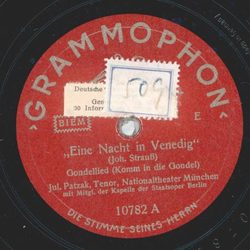 GRAMMOPHON
Deutsche
509
BIEM
E
„Eine Nacht in Venedig“
(Joh. Strauß)
Gondellied (Komm in die Gondel)
Jul. Patzak, Tenor, Nationaltheater München
mit Mitgl. der Kapelle der Staatsoper Berlin
10782 A
DIE STIMME SEINES HERRN